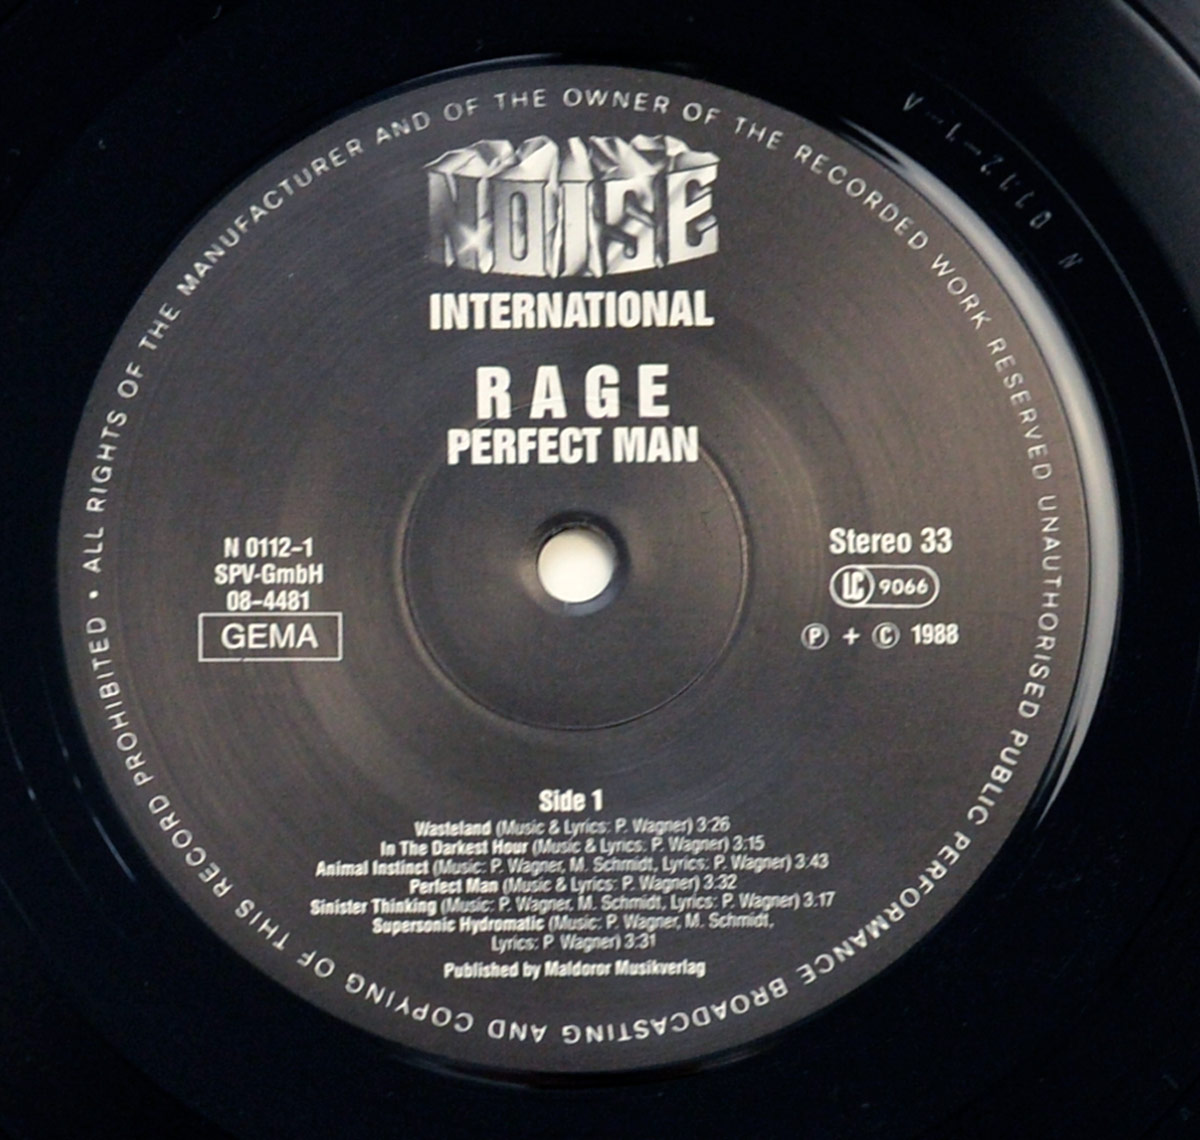 • ALL RIGHTS OF THE MANUFACTURER AND OF THE OWNER OF THE RECORDED WORK RESERVED UNAUTHORISED PUBLIC PERFORMANCE BROADCASTING AND COPYING OF THIS RECORD PROHIBITED
NOISE
INTERNATIONAL
RAGE
PERFECT MAN
N 0112-1
SPV-GmbH
08-4481
GEMA
Stereo 33
LC 9066
Ⓟ + Ⓒ 1988
Side 1
Wasteland (Music & Lyrics: P. Wagner) 3:26
In The Darkest Hour (Music & Lyrics: P. Wagner) 3:15
Animal Instinct (Music: P. Wagner, M. Schmidt, Lyrics: P. Wagner) 3:43
Perfect Man (Music & Lyrics: P. Wagner) 3:32
Sinister Thinking (Music: P. Wagner, M. Schmidt, Lyrics: P. Wagner) 3:17
Supersonic Hydromatic (Music: P. Wagner, M. Schmidt,
Lyrics: P. Wagner) 3:31
Published by Maldoror Musikverlag
N 0112-1-A